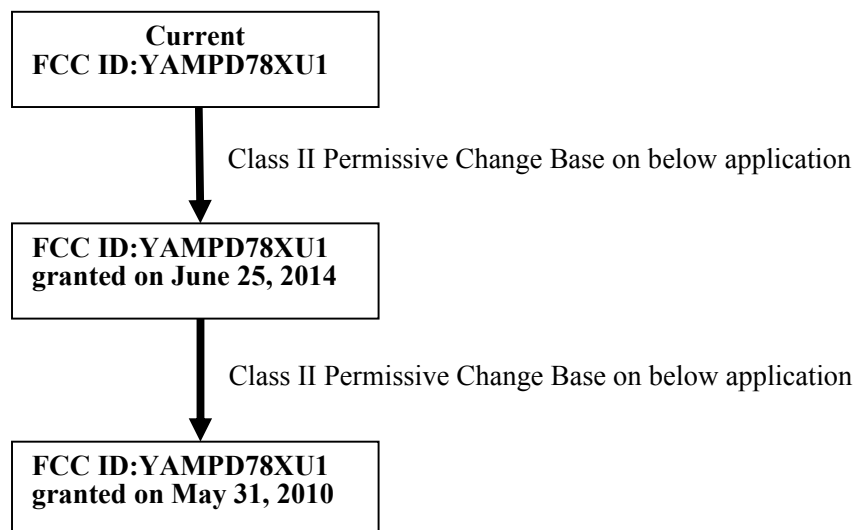 Current
FCC ID:YAMPD78XU1
Class II Permissive Change Base on below application
FCC ID:YAMPD78XU1
granted on June 25, 2014
Class II Permissive Change Base on below application
FCC ID:YAMPD78XU1
granted on May 31, 2010